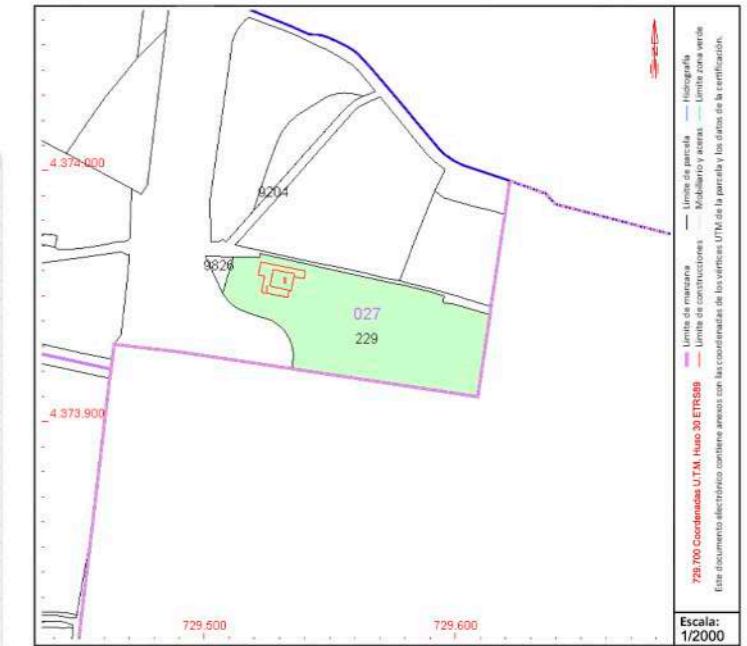 4.374.000
9204
9826
027
229
4.373.900
729.500
729.600
729.700 Coordenadas U.T.M. Huso 30 ETRS89
Límite de manzana
Límite de parcela
Hidrografía
Límite de construcciones
Mobiliario y aceras
Límite zona verde
Este documento electrónico contiene anexos con las coordenadas de los vértices UTM de la parcela y los datos de la certificación.
Escala:
1/2000